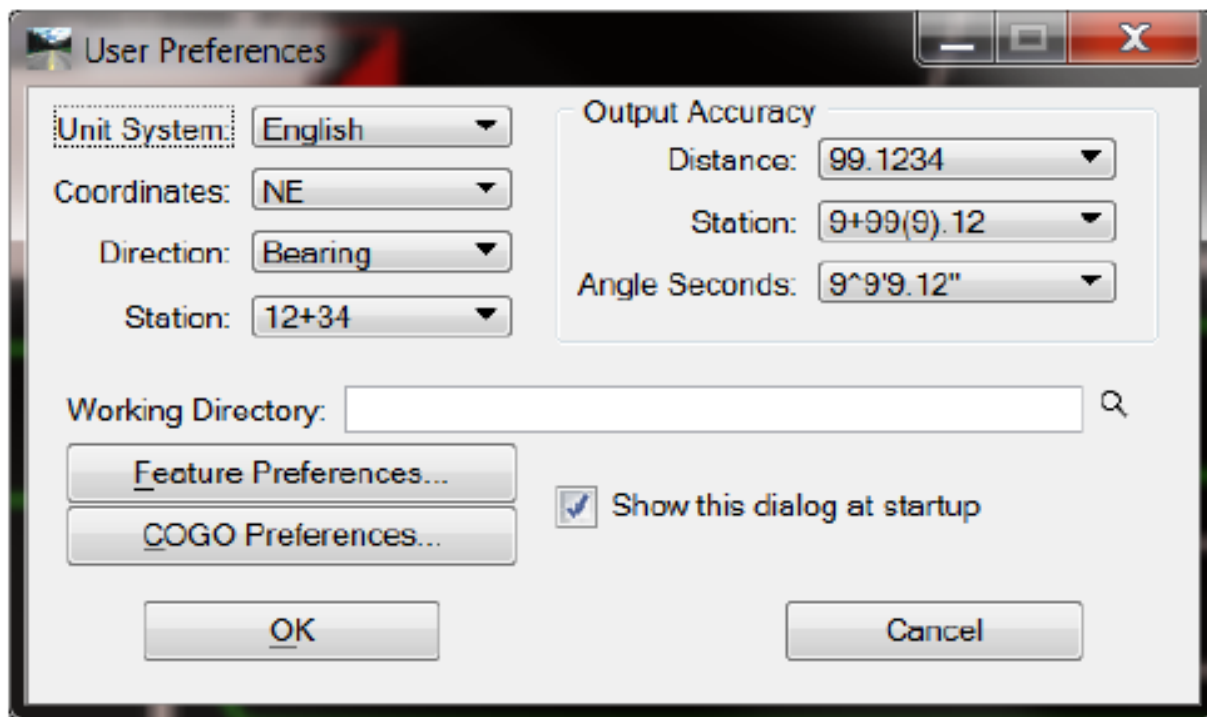 User Preferences
Unit System: English
Coordinates: NE
Direction: Bearing
Station: 12+34
Output Accuracy
Distance: 99.1234
Station: 9+99(9).12
Angle Seconds: 9^9'9.12"
Working Directory:
Feature Preferences...
COGO Preferences...
Show this dialog at startup
OK
Cancel